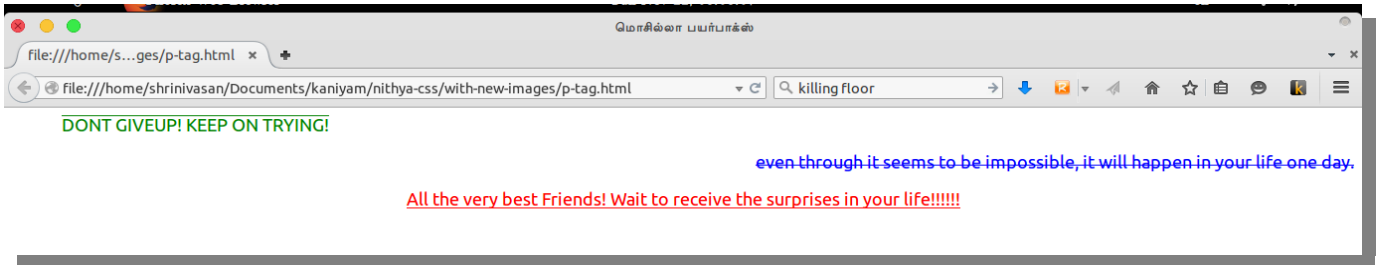 மொசில்லா பயர்பாக்ஸ்
file:///home/s...ges/p-tag.html
file:///home/shrinivasan/Documents/kaniyam/nithya-css/with-new-images/p-tag.html
killing floor
DONT GIVEUP! KEEP ON TRYING!
even through it seems to be impossible, it will happen in your life one day.
All the very best Friends! Wait to receive the surprises in your life!!!!!!